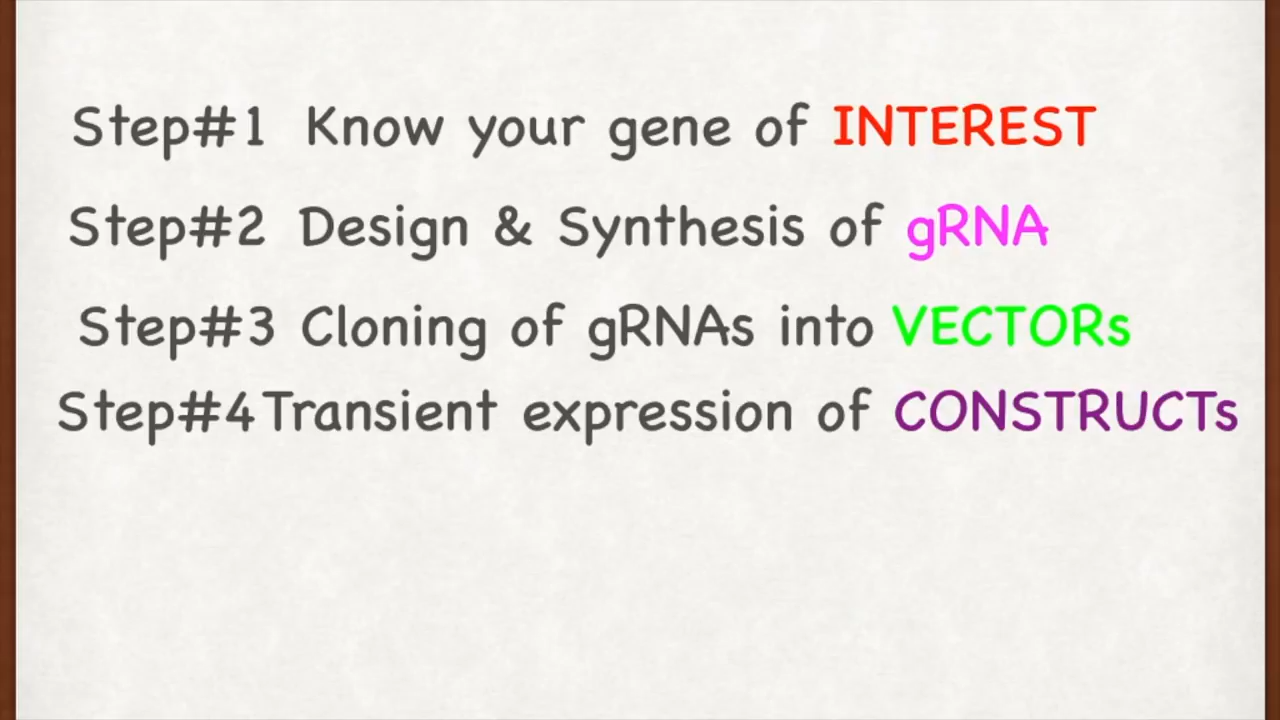 Step#1 Know your gene of INTEREST
Step#2 Design & Synthesis of gRNA
Step#3 Cloning of gRNAs into VECTORs
Step#4 Transient expression of CONSTRUCTs